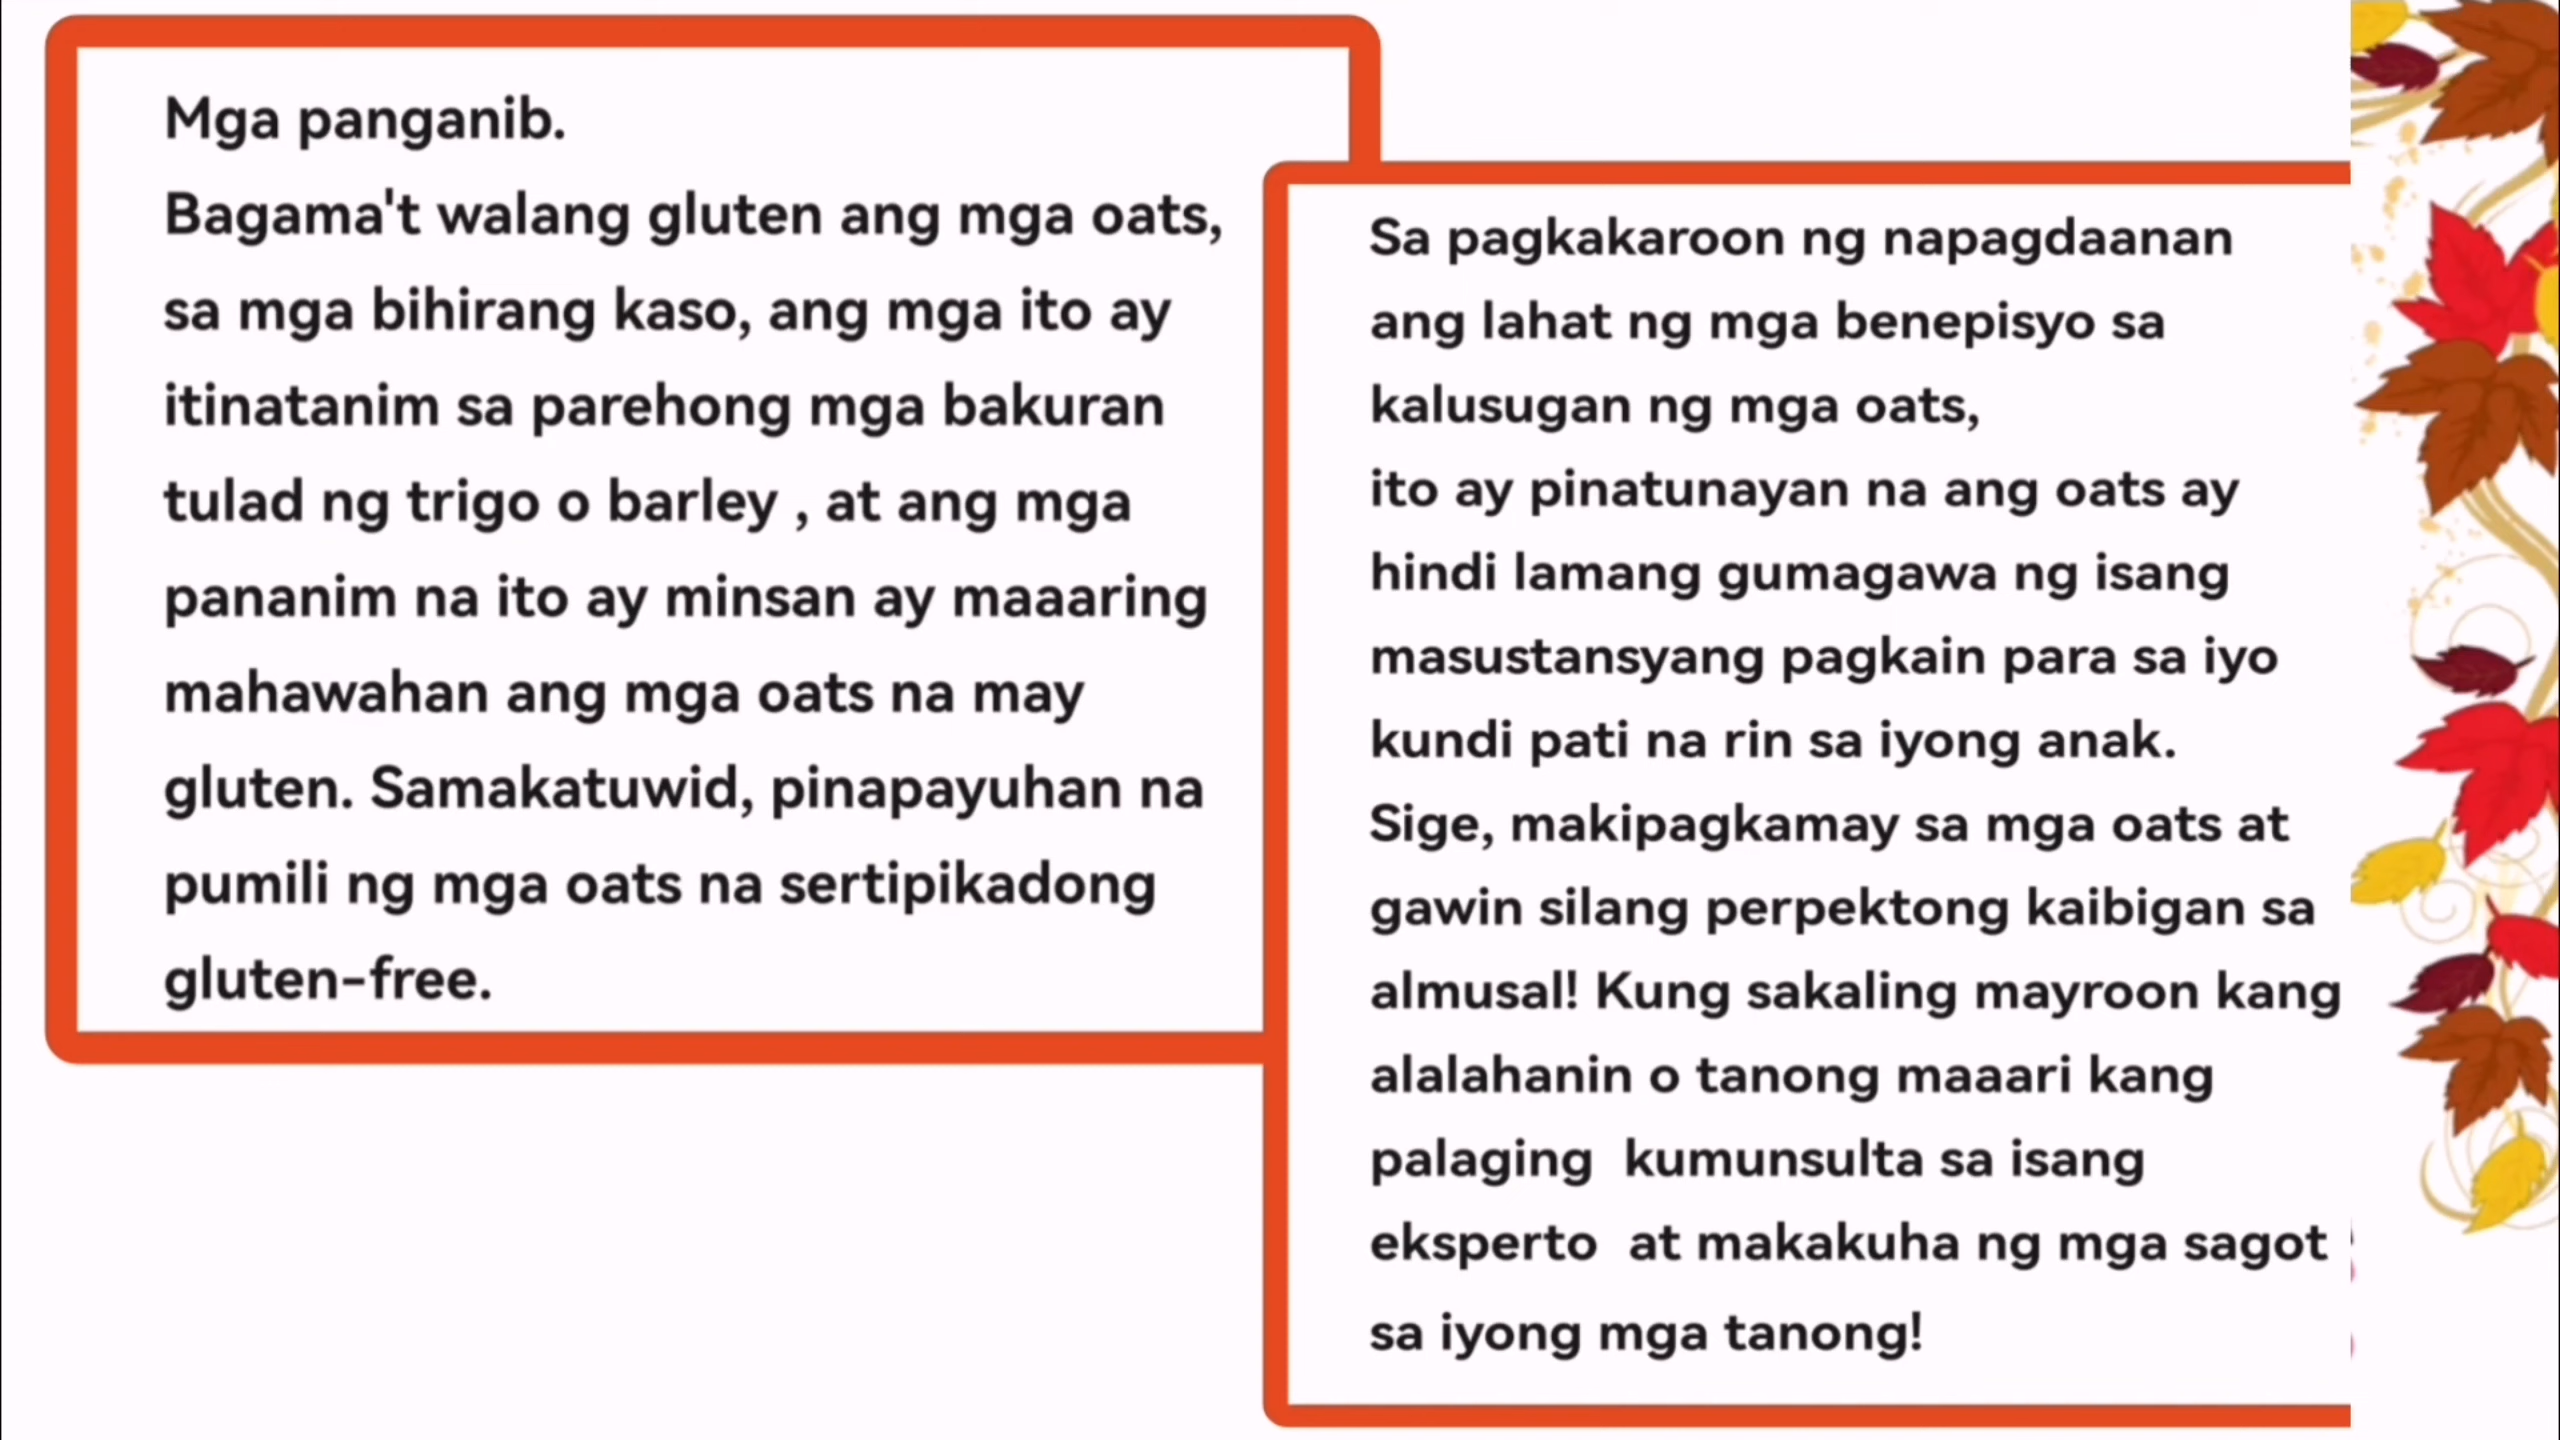 Mga panganib.
Bagama't walang gluten ang mga oats,
sa mga bihirang kaso, ang mga ito ay
itinatanim sa parehong mga bakuran
tulad ng trigo o barley , at ang mga
pananim na ito ay minsan ay maaaring
mahawahan ang mga oats na may
gluten. Samakatuwid, pinapayuhan na
pumili ng mga oats na sertipikadong
gluten-free.
Sa pagkakaroon ng napagdaanan
ang lahat ng mga benepisyo sa
kalusugan ng mga oats,
ito ay pinatunayan na ang oats ay
hindi lamang gumagawa ng isang
masustansyang pagkain para sa iyo
kundi pati na rin sa iyong anak.
Sige, makipagkamay sa mga oats at
gawin silang perpektong kaibigan sa
almusal! Kung sakaling mayroon kang
alalahanin o tanong maaari kang
palaging  kumunsulta sa isang
eksperto  at makakuha ng mga sagot
sa iyong mga tanong!